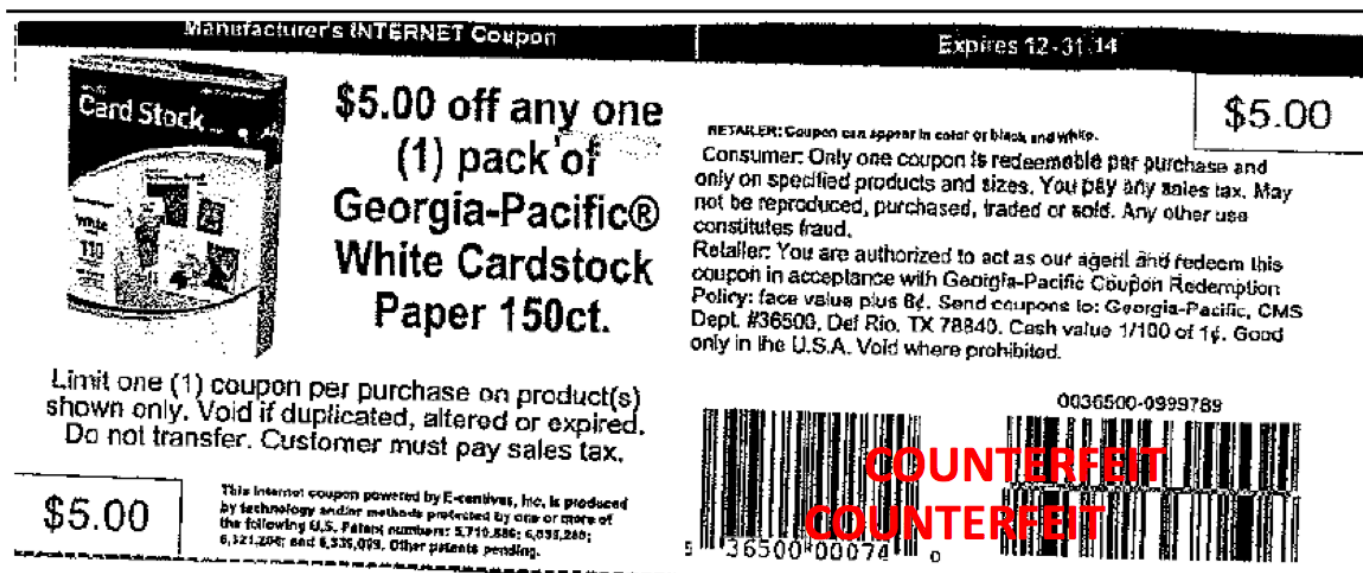 Manufacturer's INTERNET Coupon
Expires 12-31-14
Card Stock
White
110
$5.00 off any one
(1) pack of
Georgia-Pacific®
White Cardstock
Paper 150ct.
Limit one (1) coupon per purchase on product(s)
shown only. Void if duplicated, altered or expired.
Do not transfer. Customer must pay sales tax.
$5.00
This Internet coupon powered by E-centives, Inc. is produced
by technology and/or methods protected by one or more of
the following U.S. Patent numbers: 5,710,886;
and Other patents pending.
$5.00
RETAILER: Coupon can appear in color or black and white.
Consumer: Only one coupon is redeemable per purchase and
only on specified products and sizes. You pay any sales tax. May
not be reproduced, purchased, traded or sold. Any other use
constitutes fraud.
Retailer: You are authorized to act as our agent and redeem this
coupon in acceptance with Georgia-Pacific Coupon Redemption
Policy: face value plus 8¢. Send coupons to: Georgia-Pacific, CMS
Dept. #36500, Del Rio, TX 78840. Cash value 1/100 of 1¢. Good
only in the U.S.A. Void where prohibited.
0036500-0999789
COUNTERFEIT
COUNTERFEIT
5 36500 00074 0